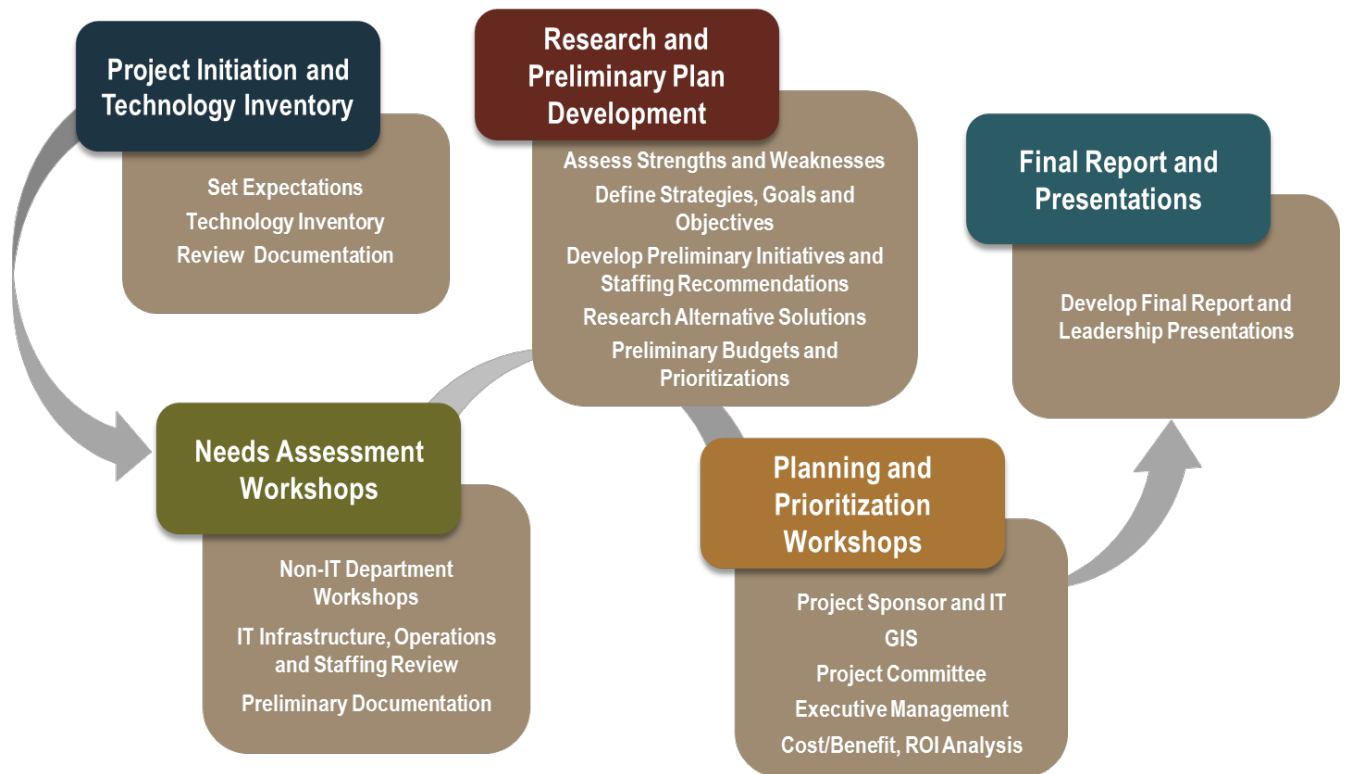 Project Initiation and
Technology Inventory
Set Expectations
Technology Inventory
Review Documentation
Needs Assessment
Workshops
Non-IT Department
Workshops
IT Infrastructure, Operations
and Staffing Review
Preliminary Documentation
Research and
Preliminary Plan
Development
Assess Strengths and Weaknesses
Define Strategies, Goals and
Objectives
Develop Preliminary Initiatives and
Staffing Recommendations
Research Alternative Solutions
Preliminary Budgets and
Prioritizations
Planning and
Prioritization
Workshops
Project Sponsor and IT
GIS
Project Committee
Executive Management
Cost/Benefit, ROI Analysis
Final Report and
Presentations
Develop Final Report and
Leadership Presentations